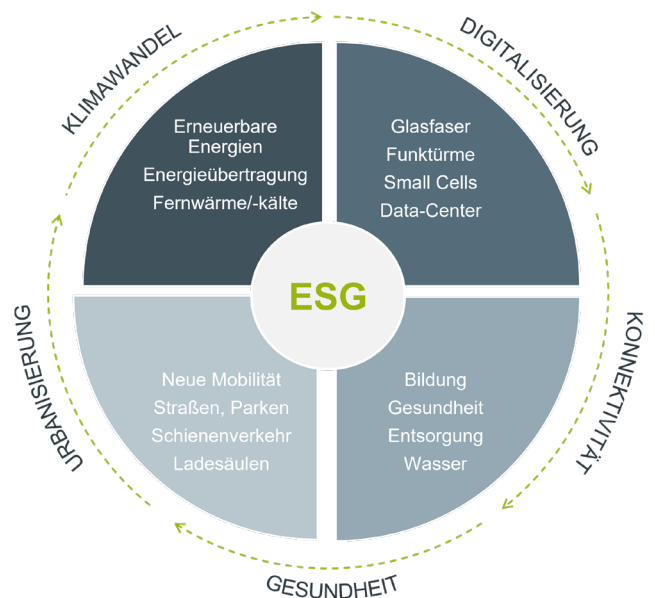 KLIMAWANDEL
DIGITALISIERUNG
Erneuerbare
Energien
Energieübertragung
Fernwärme/-kälte
Glasfaser
Funktürme
Small Cells
Data-Center
ESG
URBANISIERUNG
KONNEKTIVITÄT
Neue Mobilität
Straßen, Parken
Schienenverkehr
Ladesäulen
Bildung
Gesundheit
Entsorgung
Wasser
GESUNDHEIT